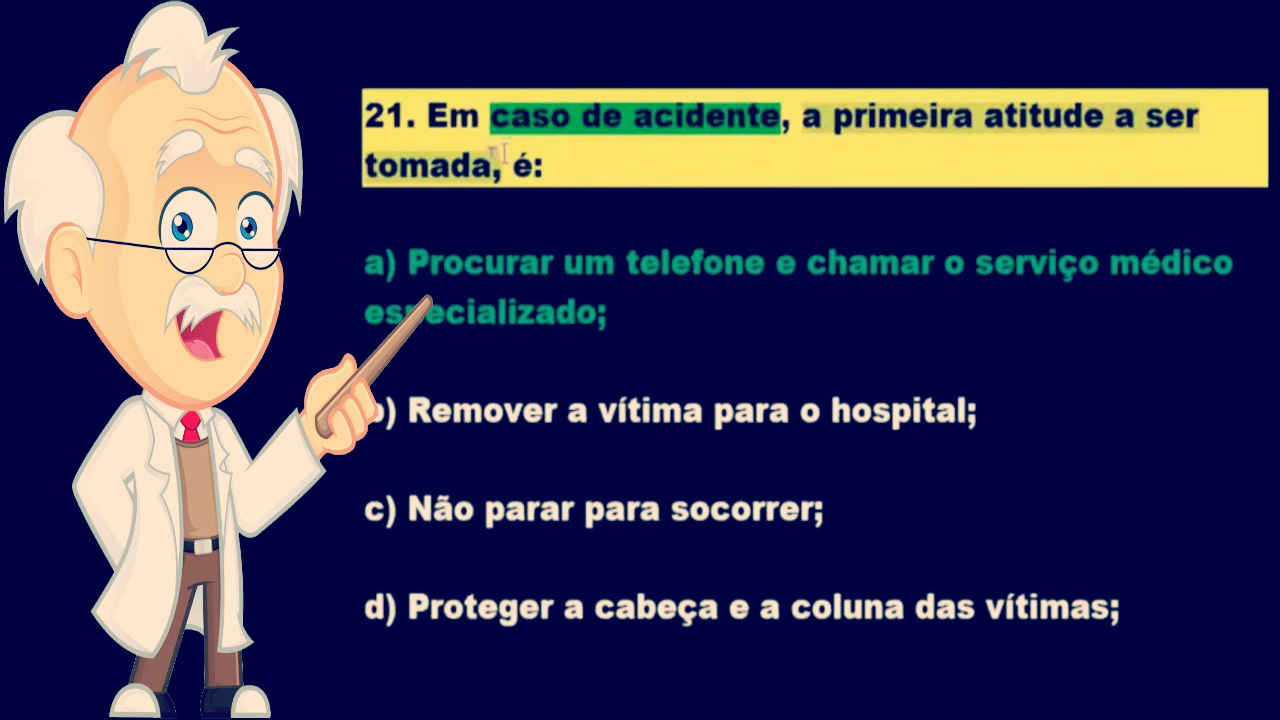 21. Em caso de acidente, a primeira atitude a ser
tomada, é:
a) Procurar um telefone e chamar o serviço médico
especializado;
b) Remover a vítima para o hospital;
c) Não parar para socorrer;
d) Proteger a cabeça e a coluna das vítimas;